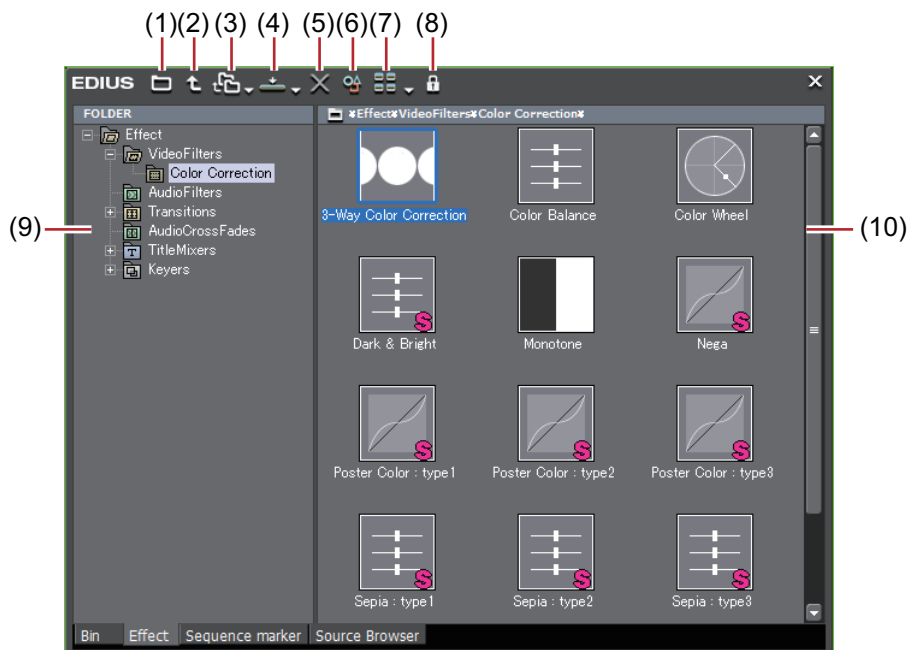 (1) (2) (3) (4) (5) (6) (7) (8)
EDIUS
FOLDER
¥Effect¥VideoFilters¥Color Correction¥
Effect
VideoFilters
Color Correction
AudioFilters
Transitions
AudioCrossFades
TitleMixers
Keyers
(9)
(10)
3-Way Color Correction Color Balance Color Wheel
S S
Dark & Bright Monotone Nega
S S S
Poster Color : type1 Poster Color : type2 Poster Color : type3
S S S
Sepia : type1 Sepia : type2 Sepia : type3
Bin Effect Sequence marker Source Browser